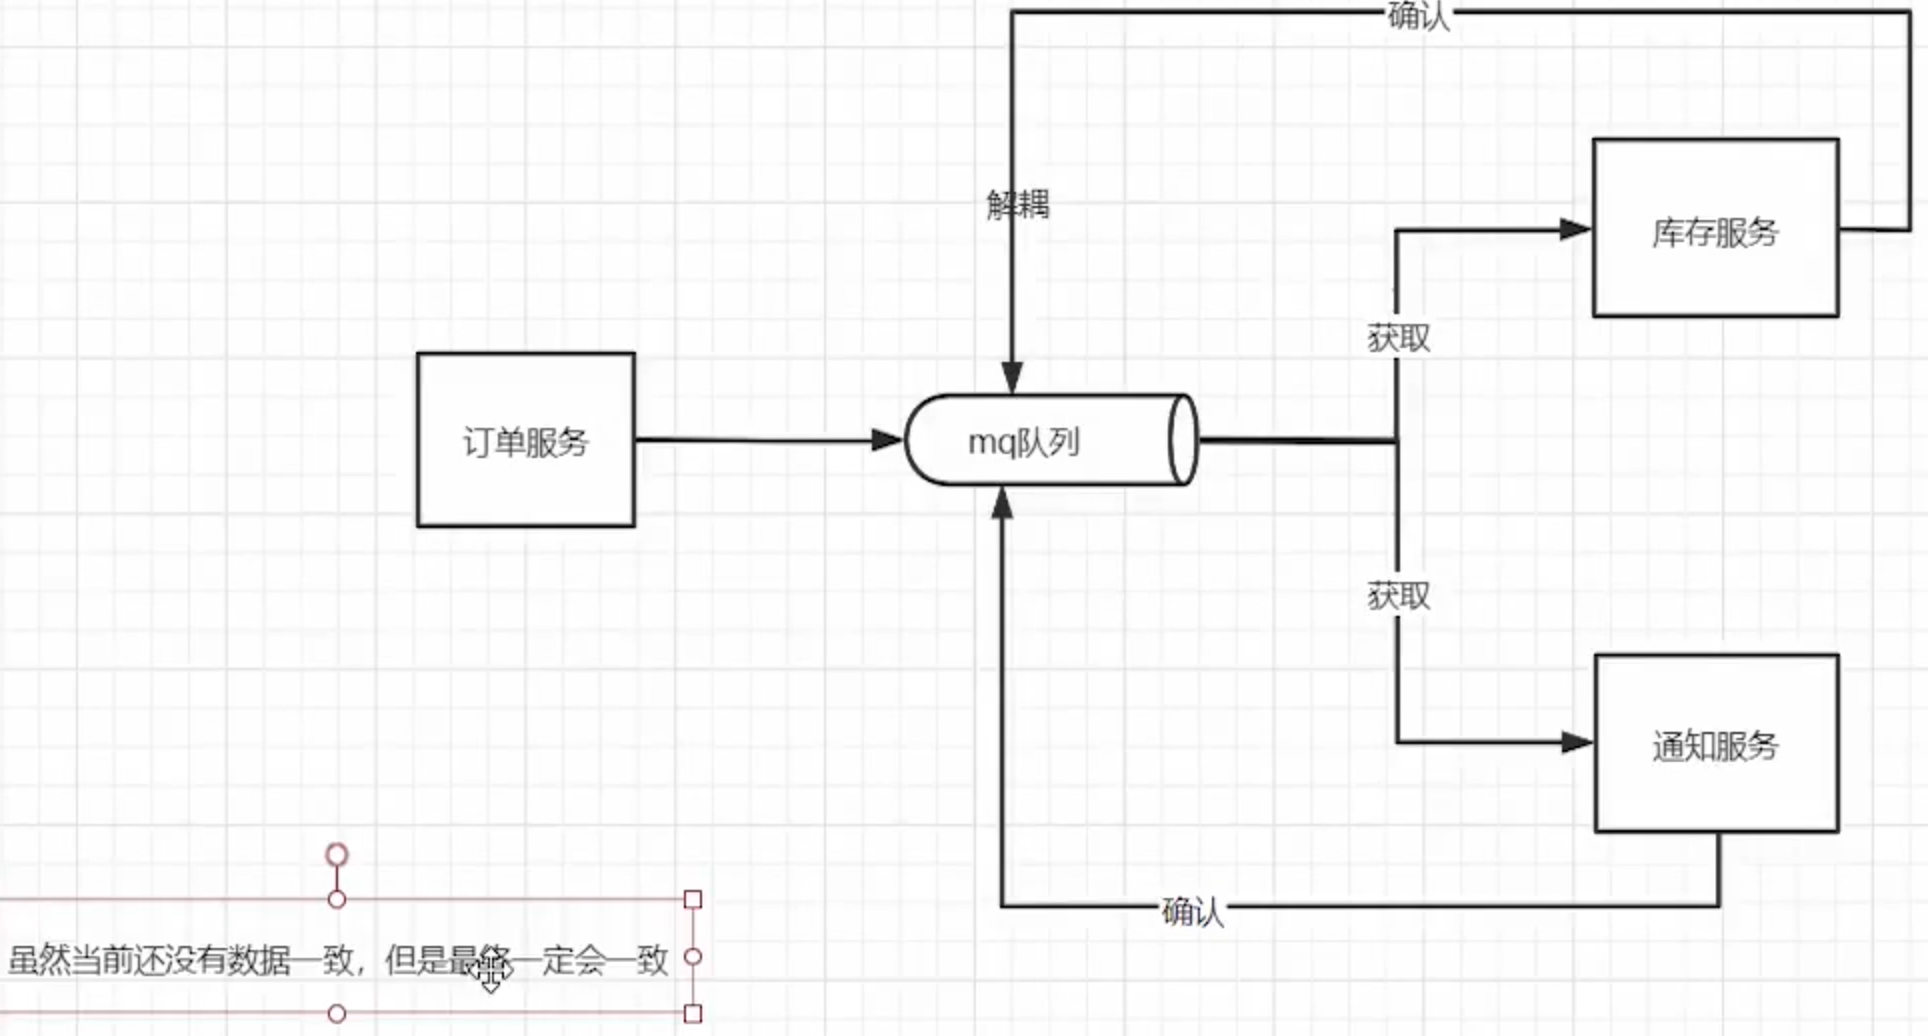 确认
解耦
库存服务
获取
订单服务
mq队列
获取
通知服务
确认
虽然当前还没有数据一致，但是最终一定会一致